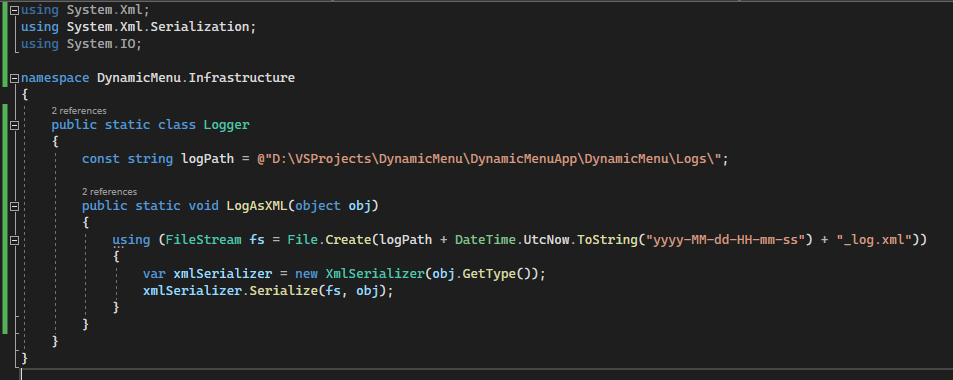 using System.Xml;
using System.Xml.Serialization;
using System.IO;
namespace DynamicMenu.Infrastructure
{
2 references
public static class Logger
{
const string logPath = @"D:\VSProjects\DynamicMenu\DynamicMenuApp\DynamicMenu\Logs\";
2 references
public static void LogAsXML(object obj)
{
using (FileStream fs = File.Create(logPath + DateTime.UtcNow.ToString("yyyy-MM-dd-HH-mm-ss") + "_log.xml"))
{
var xmlSerializer = new XmlSerializer(obj.GetType());
xmlSerializer.Serialize(fs, obj);
}
}
}
}